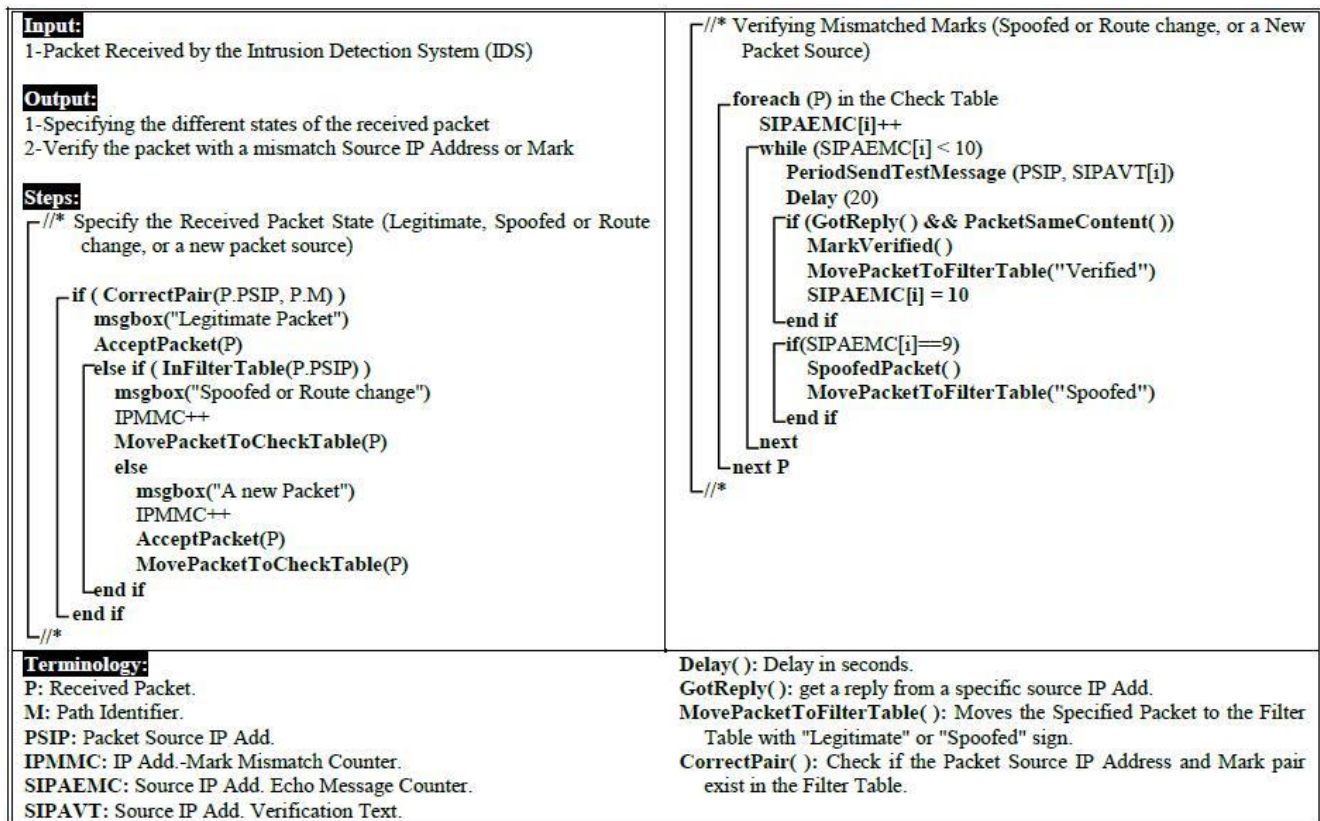 Input:
1-Packet Received by the Intrusion Detection System (IDS)
Output:
1-Specifying the different states of the received packet
2-Verify the packet with a mismatch Source IP Address or Mark
Steps:
//* Specify the Received Packet State (Legitimate, Spoofed or Route
change, or a new packet source)
if ( CorrectPair(P.PSIP, P.M) )
msgbox("Legitimate Packet")
AcceptPacket(P)
else if ( InFilterTable(P.PSIP) )
msgbox("Spoofed or Route change")
IPMMC++
MovePacketToCheckTable(P)
else
msgbox("A new Packet")
IPMMC++
AcceptPacket(P)
MovePacketToCheckTable(P)
end if
end if
//*
//* Verifying Mismatched Marks (Spoofed or Route change, or a New
Packet Source)
foreach (P) in the Check Table
SIPAEMC[i]++
while (SIPAEMC[i] < 10)
PeriodSendTestMessage (PSIP, SIPAVT[i])
Delay (20)
if (GotReply( ) && PacketSameContent( ))
MarkVerified( )
MovePacketToFilterTable("Verified")
SIPAEMC[i] = 10
end if
if(SIPAEMC[i]==9)
SpoofedPacket( )
MovePacketToFilterTable("Spoofed")
end if
next
next P
//*
Terminology:
P: Received Packet.
M: Path Identifier.
PSIP: Packet Source IP Add.
IPMMC: IP Add.-Mark Mismatch Counter.
SIPAEMC: Source IP Add. Echo Message Counter.
SIPAVT: Source IP Add. Verification Text.
Delay( ): Delay in seconds.
GotReply( ): get a reply from a specific source IP Add.
MovePacketToFilterTable( ): Moves the Specified Packet to the Filter
Table with "Legitimate" or "Spoofed" sign.
CorrectPair( ): Check if the Packet Source IP Address and Mark pair
exist in the Filter Table.